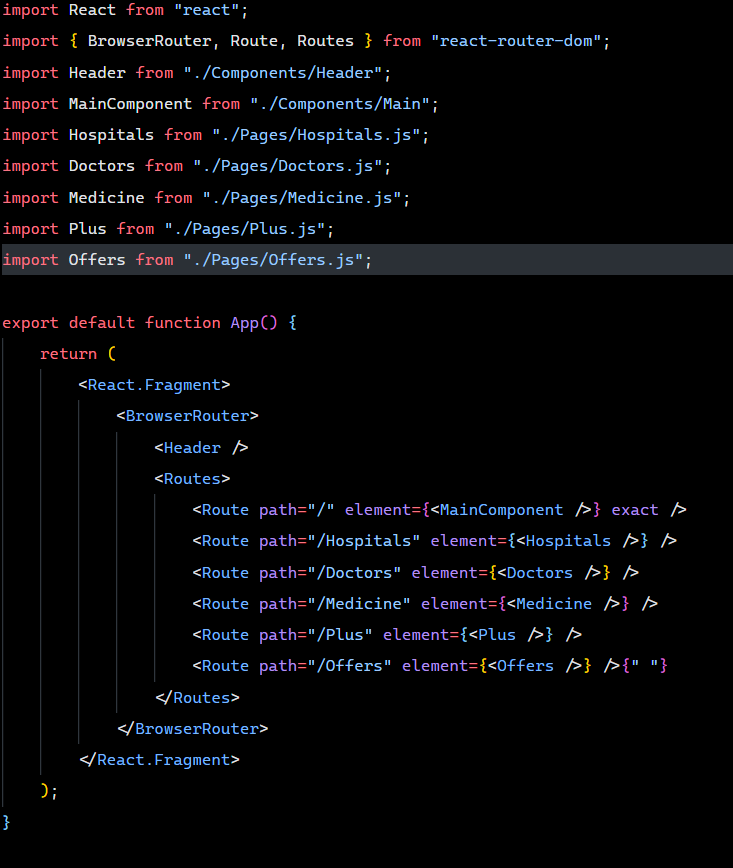 import React from "react";
import { BrowserRouter, Route, Routes } from "react-router-dom";
import Header from "./Components/Header";
import MainComponent from "./Components/Main";
import Hospitals from "./Pages/Hospitals.js";
import Doctors from "./Pages/Doctors.js";
import Medicine from "./Pages/Medicine.js";
import Plus from "./Pages/Plus.js";
import Offers from "./Pages/Offers.js";
export default function App() {
return (
<React.Fragment>
<BrowserRouter>
<Header />
<Routes>
<Route path="/" element={<MainComponent />} exact />
<Route path="/Hospitals" element={<Hospitals />} />
<Route path="/Doctors" element={<Doctors />} />
<Route path="/Medicine" element={<Medicine />} />
<Route path="/Plus" element={<Plus />} />
<Route path="/Offers" element={<Offers />} />{" "}
</Routes>
</BrowserRouter>
</React.Fragment>
);
}